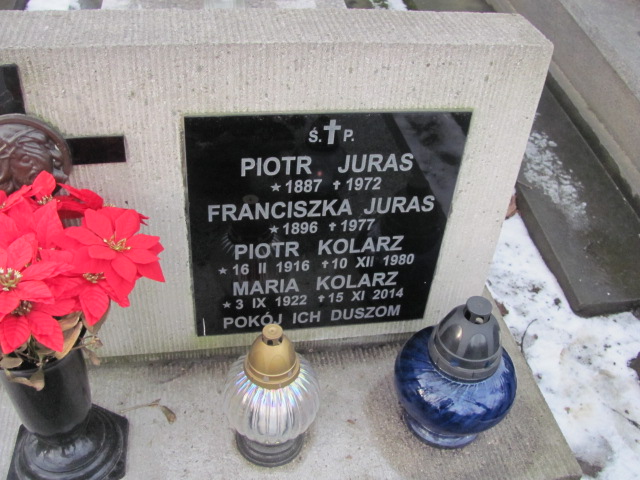 Ś. † P.
PIOTR JURAS
* 1887 † 1972
FRANCISZKA JURAS
* 1896 † 1977
PIOTR KOLARZ
* 16 II 1916 † 10 XII 1980
MARIA KOLARZ
* 3 IX 1922 † 15 XI 2014
POKÓJ ICH DUSZOM